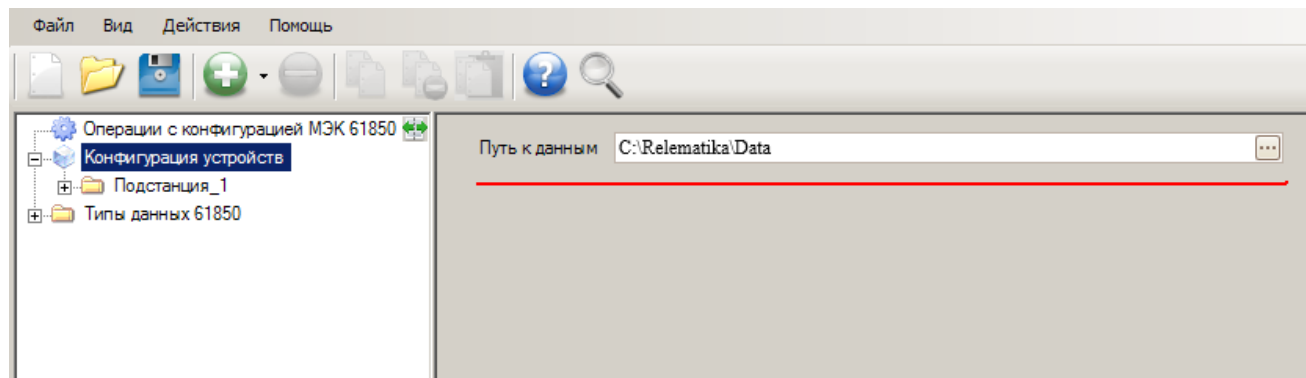 Файл Вид Действия Помощь
Операции с конфигурацией МЭК 61850
Конфигурация устройств
Подстанция_1
Типы данных 61850
Путь к данным C:\Relematika\Data